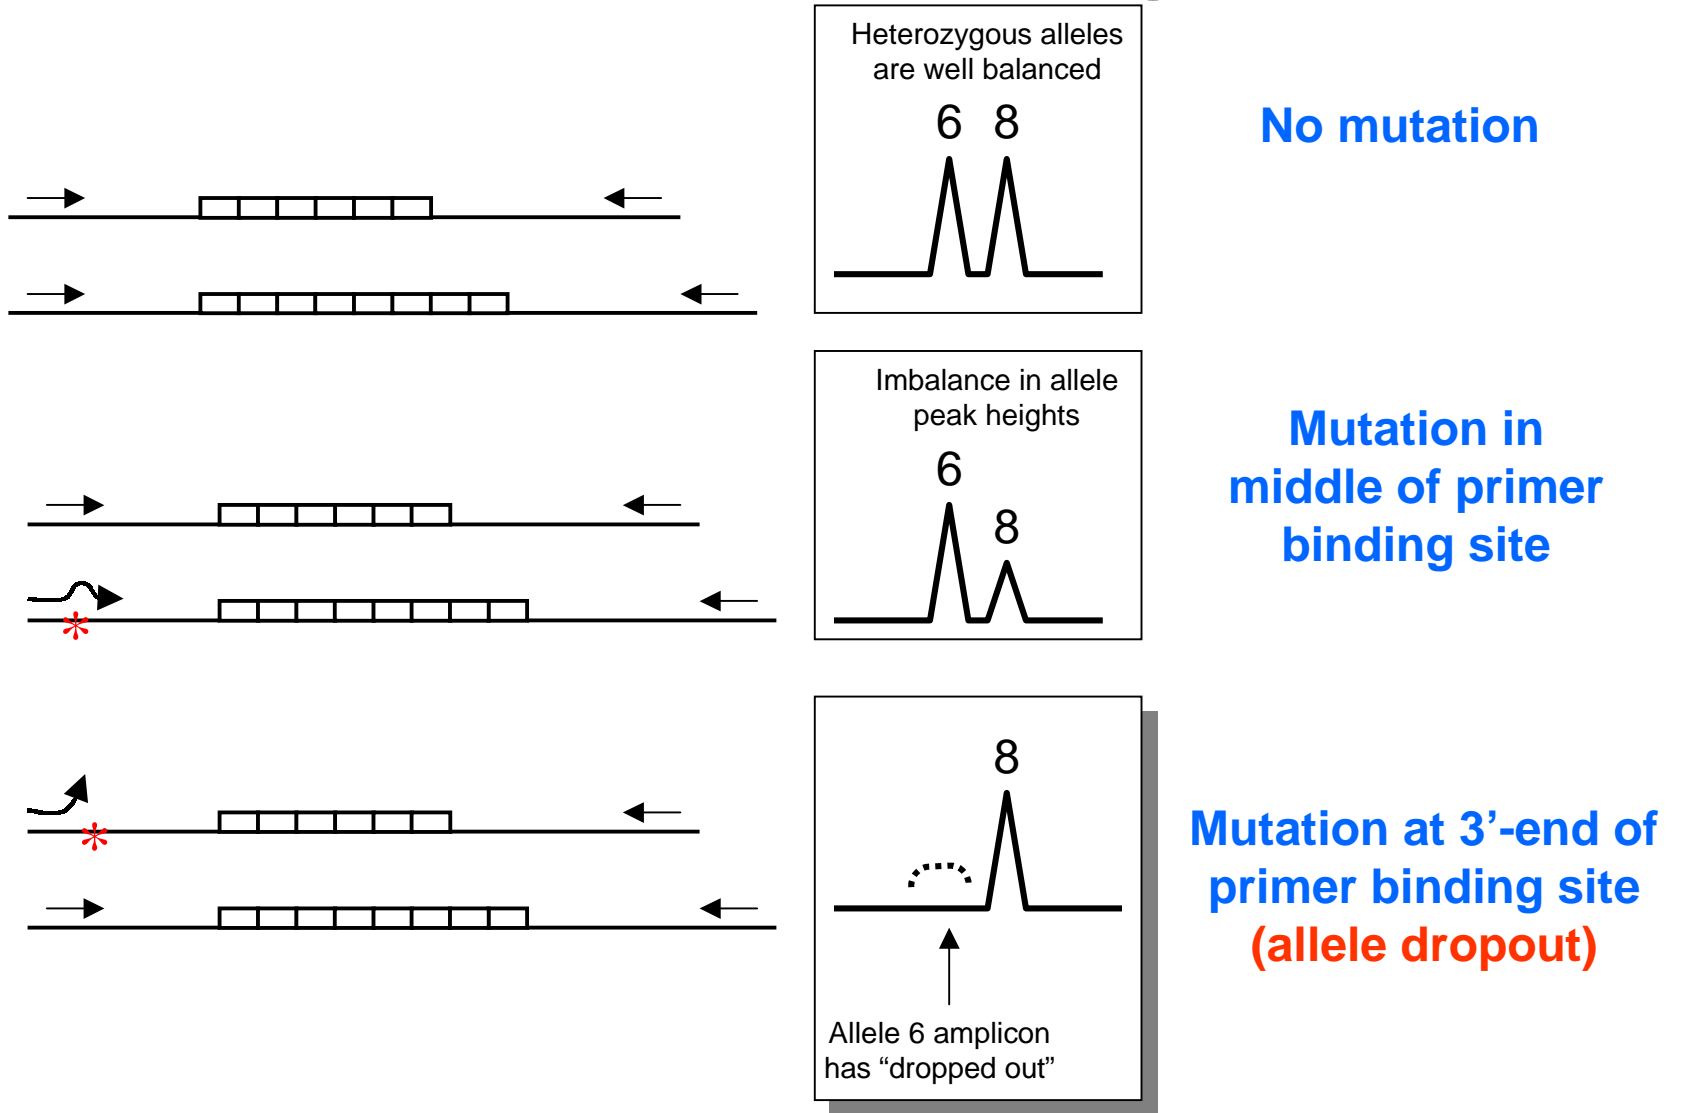 Heterozygous alleles
are well balanced
6 8
No mutation
Imbalance in allele
peak heights
6
8
Mutation in
middle of primer
binding site
*
8
Allele 6 amplicon
has “dropped out”
Mutation at 3’-end of
primer binding site
(allele dropout)
*